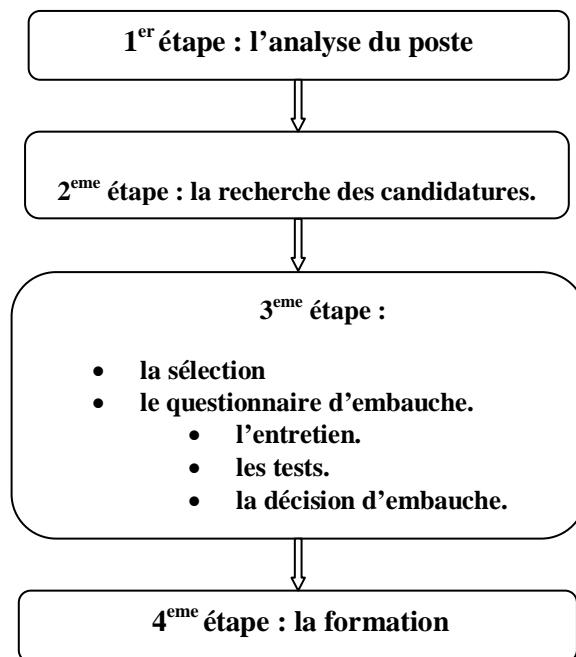 1er étape : l’analyse du poste
2eme étape : la recherche des candidatures.
3eme étape :
• la sélection
• le questionnaire d’embauche.
• l’entretien.
• les tests.
• la décision d’embauche.
4eme étape : la formation